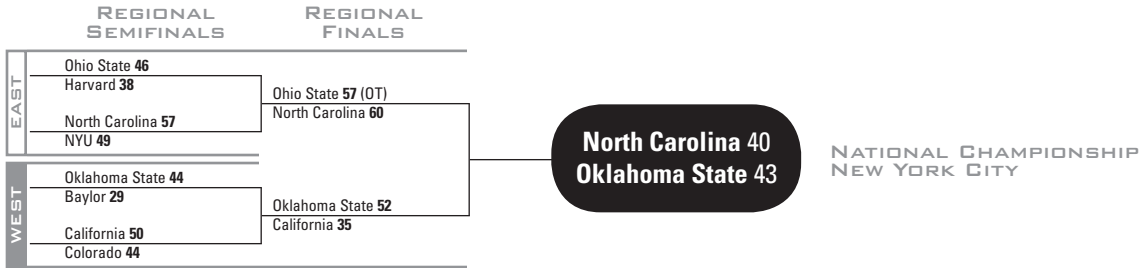 REGIONAL
SEMIFINALS
REGIONAL
FINALS
EAST
Ohio State 46
Harvard 38
North Carolina 57
NYU 49
Ohio State 57 (OT)
North Carolina 60
WEST
Oklahoma State 44
Baylor 29
California 50
Colorado 44
Oklahoma State 52
California 35
North Carolina 40
Oklahoma State 43
NATIONAL CHAMPIONSHIP
NEW YORK CITY